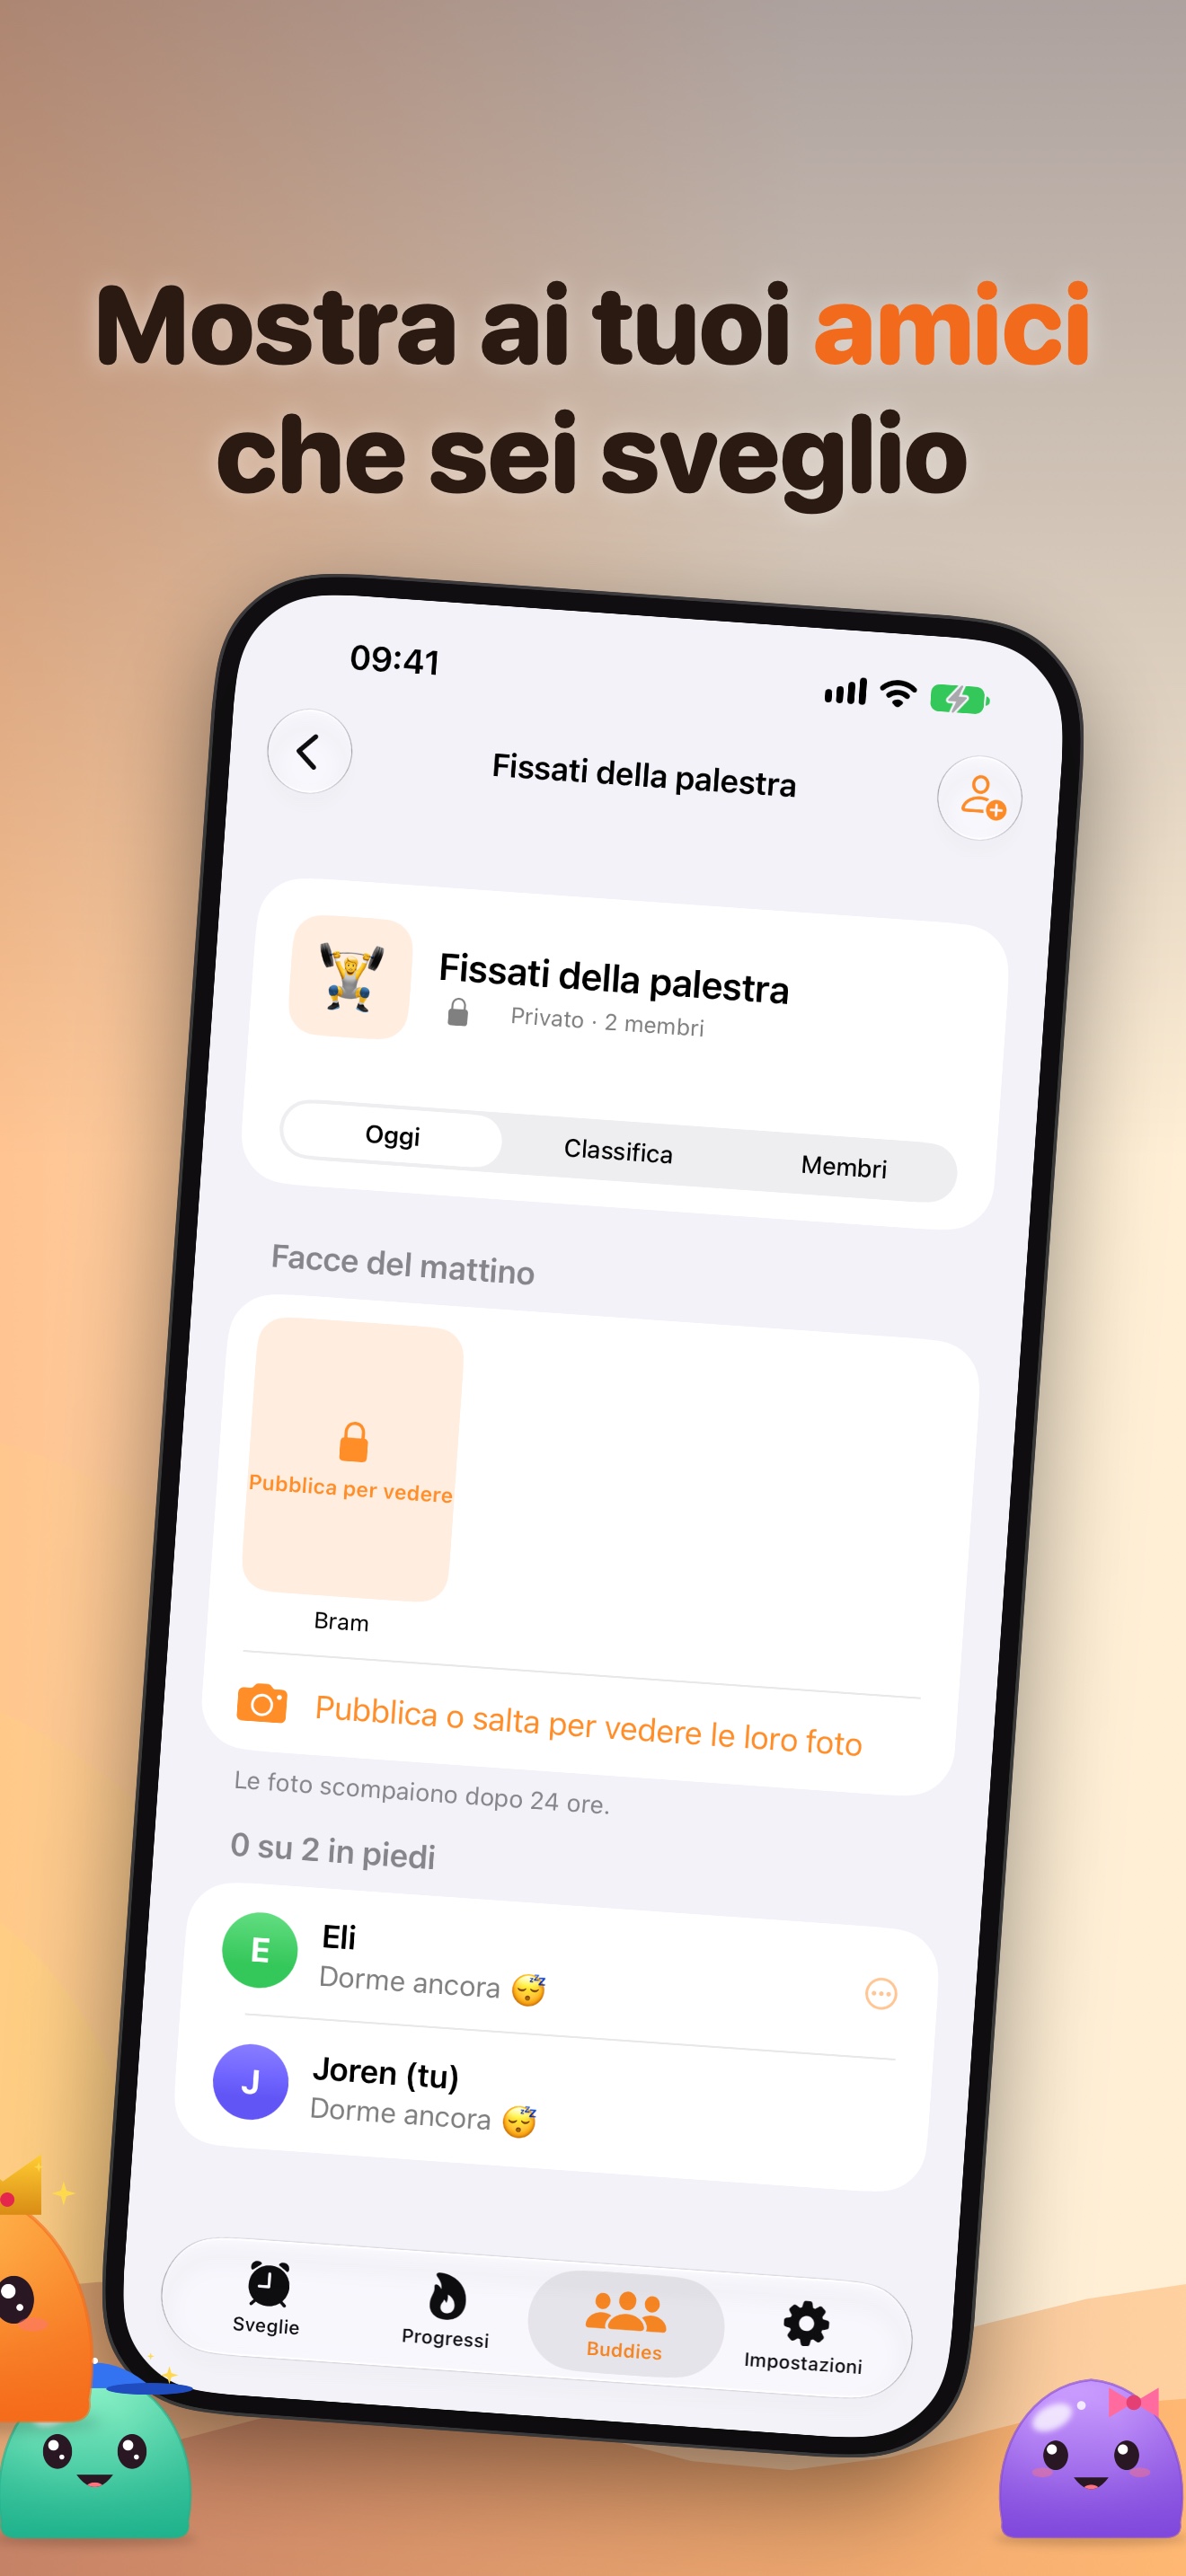 Mostra ai tuoi amici
che sei sveglio
09:41
Fissati della palestra
Fissati della palestra
Privato · 2 membri
Oggi
Classifica
Membri
Facce del mattino
Pubblica per vedere
Bram
Pubblica o salta per vedere le loro foto
Le foto scompaiono dopo 24 ore.
0 su 2 in piedi
E
Eli
Dorme ancora 😴
J
Joren (tu)
Dorme ancora 😴
Sveglie
Progressi
Buddies
Impostazioni